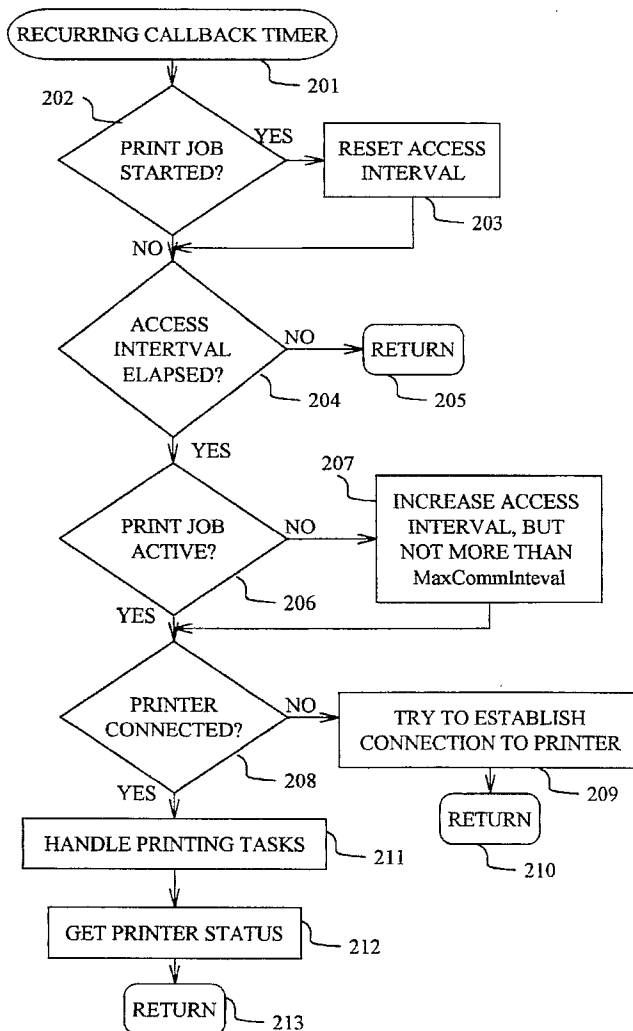 RECURRING CALLBACK TIMER
201
202
PRINT JOB
STARTED?
YES
RESET ACCESS
INTERVAL
203
NO
ACCESS
INTERTVAL
ELAPSED?
NO
RETURN
204
205
YES
207
PRINT JOB
ACTIVE?
NO
INCREASE ACCESS
INTERVAL, BUT
NOT MORE THAN
MaxCommInteval
206
YES
PRINTER
CONNECTED?
NO
TRY TO ESTABLISH
CONNECTION TO PRINTER
208
209
YES
RETURN
210
HANDLE PRINTING TASKS
211
GET PRINTER STATUS
212
RETURN
213